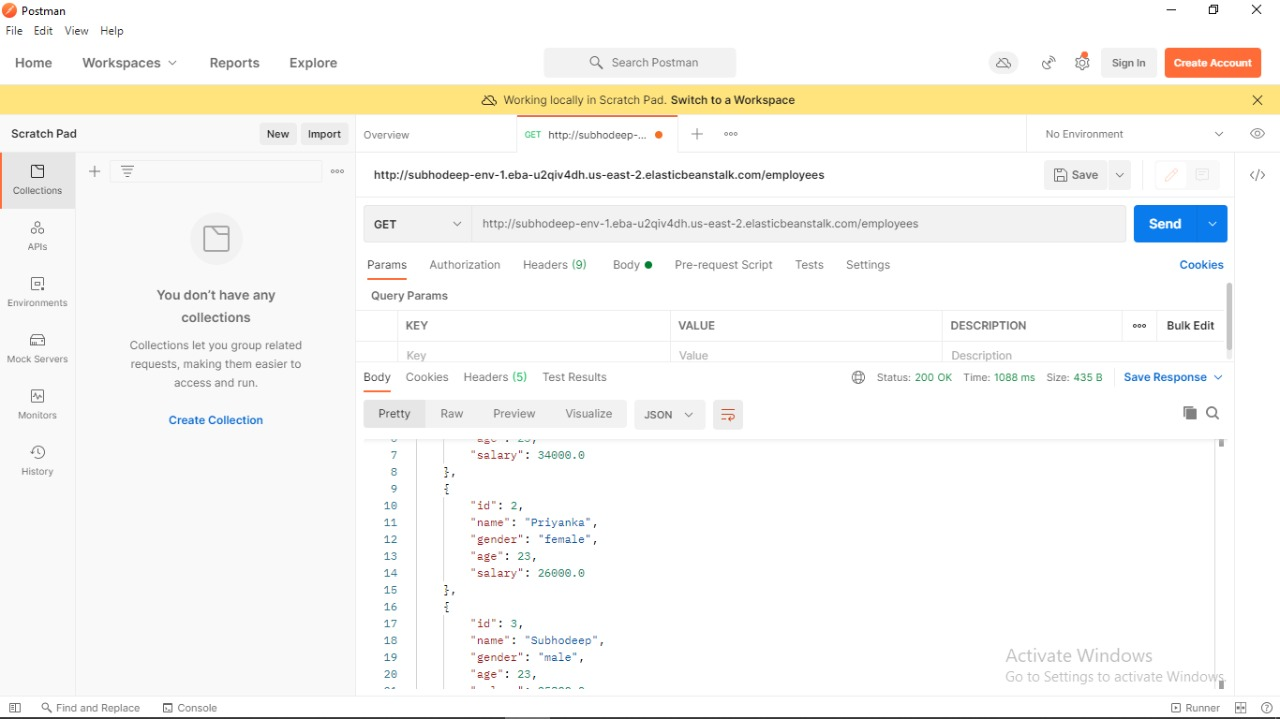 Postman
File Edit View Help
Home Workspaces Reports Explore Search Postman Sign In Create Account
Working locally in Scratch Pad. Switch to a Workspace
Scratch Pad New Import Overview GET http://subhodeep-... No Environment
Collections
APIs
Environments
Mock Servers
Monitors
History
You don't have any
collections
Collections let you group related
requests, making them easier to
access and run.
Create Collection
http://subhodeep-env-1.eba-u2qiv4dh.us-east-2.elasticbeanstalk.com/employees Save
GET http://subhodeep-env-1.eba-u2qiv4dh.us-east-2.elasticbeanstalk.com/employees Send
Params Authorization Headers (9) Body Pre-request Script Tests Settings Cookies
Query Params
KEY VALUE DESCRIPTION Bulk Edit
Key Value Description
Body Cookies Headers (5) Test Results Status: 200 OK Time: 1088 ms Size: 435 B Save Response
Pretty Raw Preview Visualize JSON
7 "salary": 34000.0
8 },
9 {
10 "id": 2,
11 "name": "Priyanka",
12 "gender": "female",
13 "age": 23,
14 "salary": 26000.0
15 },
16 {
17 "id": 3,
18 "name": "Subhodeep",
19 "gender": "male",
20 "age": 23,
Activate Windows
Go to Settings to activate Windows.
Find and Replace Console Runner